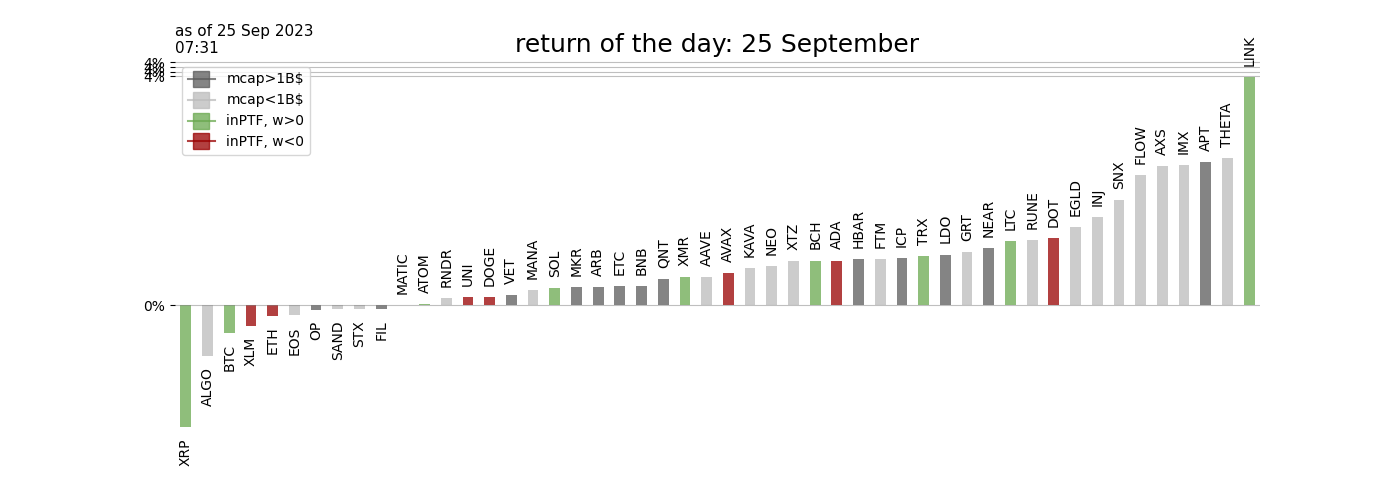 as of 25 Sep 2023
07:31
return of the day: 25 September
4%
4%
4%
4%
0%
mcap>1B$
mcap<1B$
inPTF, w>0
inPTF, w<0
XRP
ALGO
BTC
XLM
ETH
EOS
OP
SAND
STX
FIL
MATIC
ATOM
RNDR
UNI
DOGE
VET
MANA
SOL
MKR
ARB
ETC
BNB
QNT
XMR
AAVE
AVAX
KAVA
NEO
XTZ
BCH
ADA
HBAR
FTM
ICP
TRX
LDO
GRT
NEAR
LTC
RUNE
DOT
EGLD
INJ
SNX
FLOW
AXS
IMX
APT
THETA
LINK